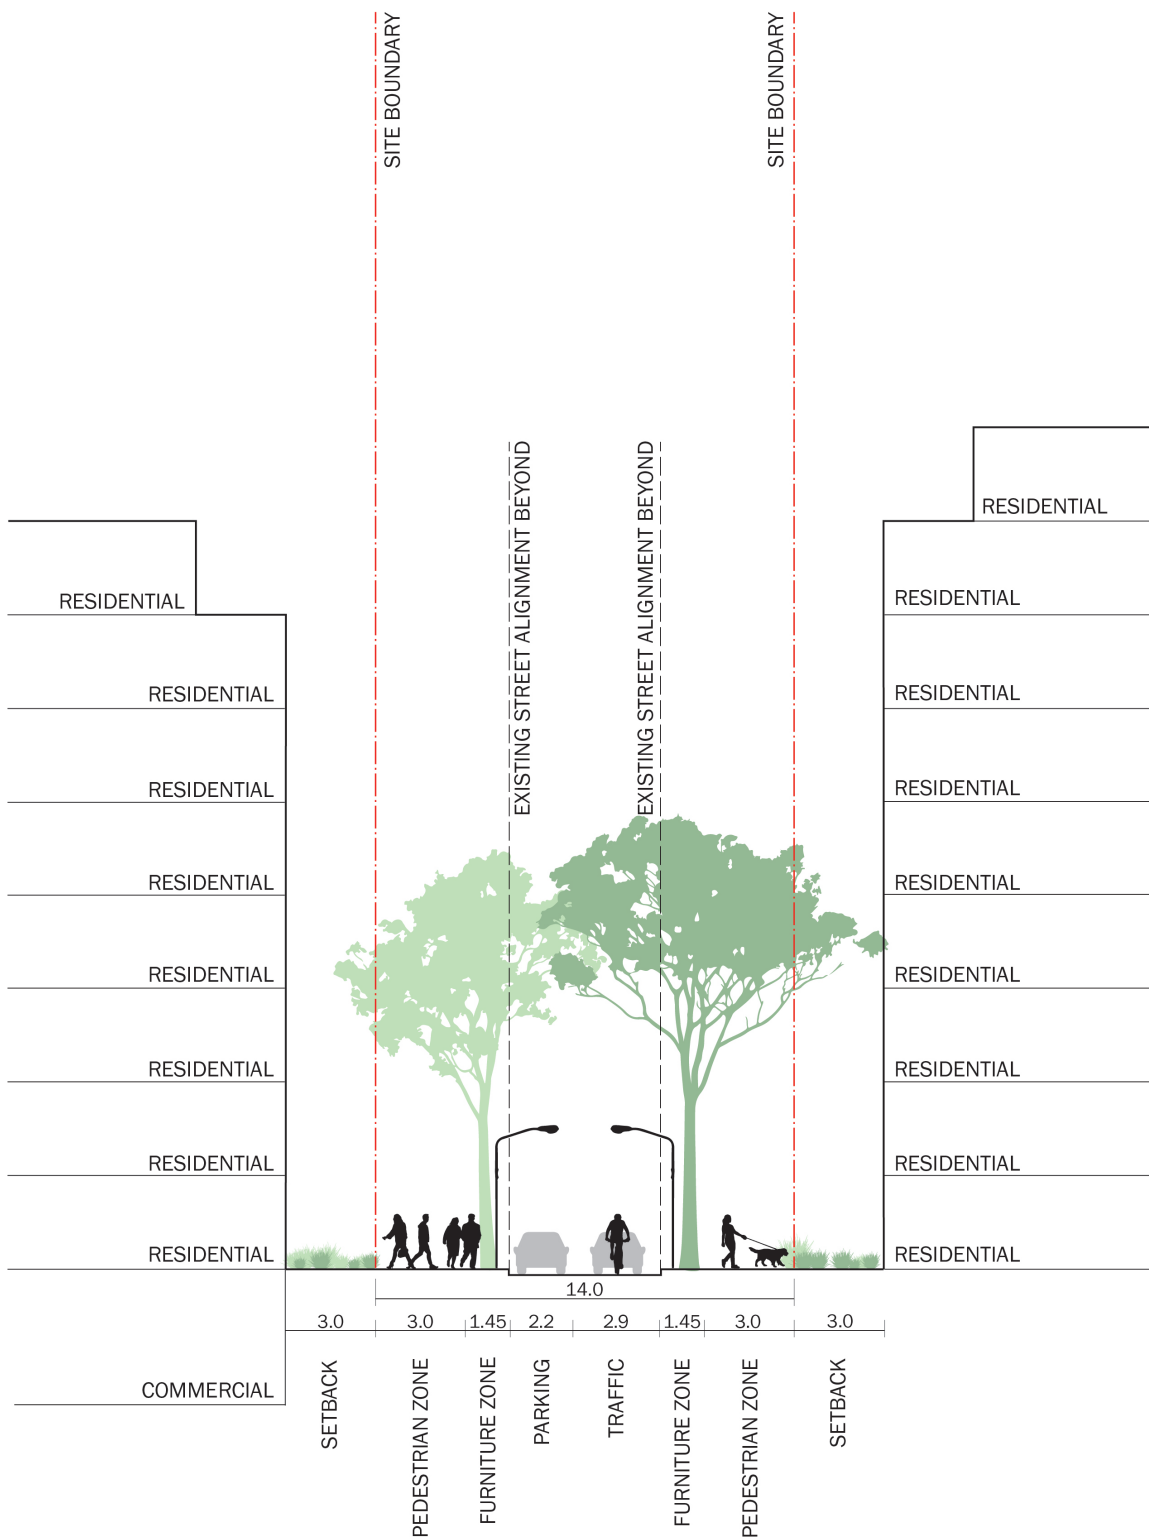 SITE BOUNDARY
SITE BOUNDARY
EXISTING STREET ALIGNMENT BEYOND
EXISTING STREET ALIGNMENT BEYOND
RESIDENTIAL
RESIDENTIAL
RESIDENTIAL
RESIDENTIAL
RESIDENTIAL
RESIDENTIAL
RESIDENTIAL
RESIDENTIAL
COMMERCIAL
RESIDENTIAL
RESIDENTIAL
RESIDENTIAL
RESIDENTIAL
RESIDENTIAL
RESIDENTIAL
RESIDENTIAL
RESIDENTIAL
RESIDENTIAL
14.0
3.0 3.0 1.45 2.2 2.9 1.45 3.0 3.0
SETBACK
PEDESTRIAN ZONE
FURNITURE ZONE
PARKING
TRAFFIC
FURNITURE ZONE
PEDESTRIAN ZONE
SETBACK